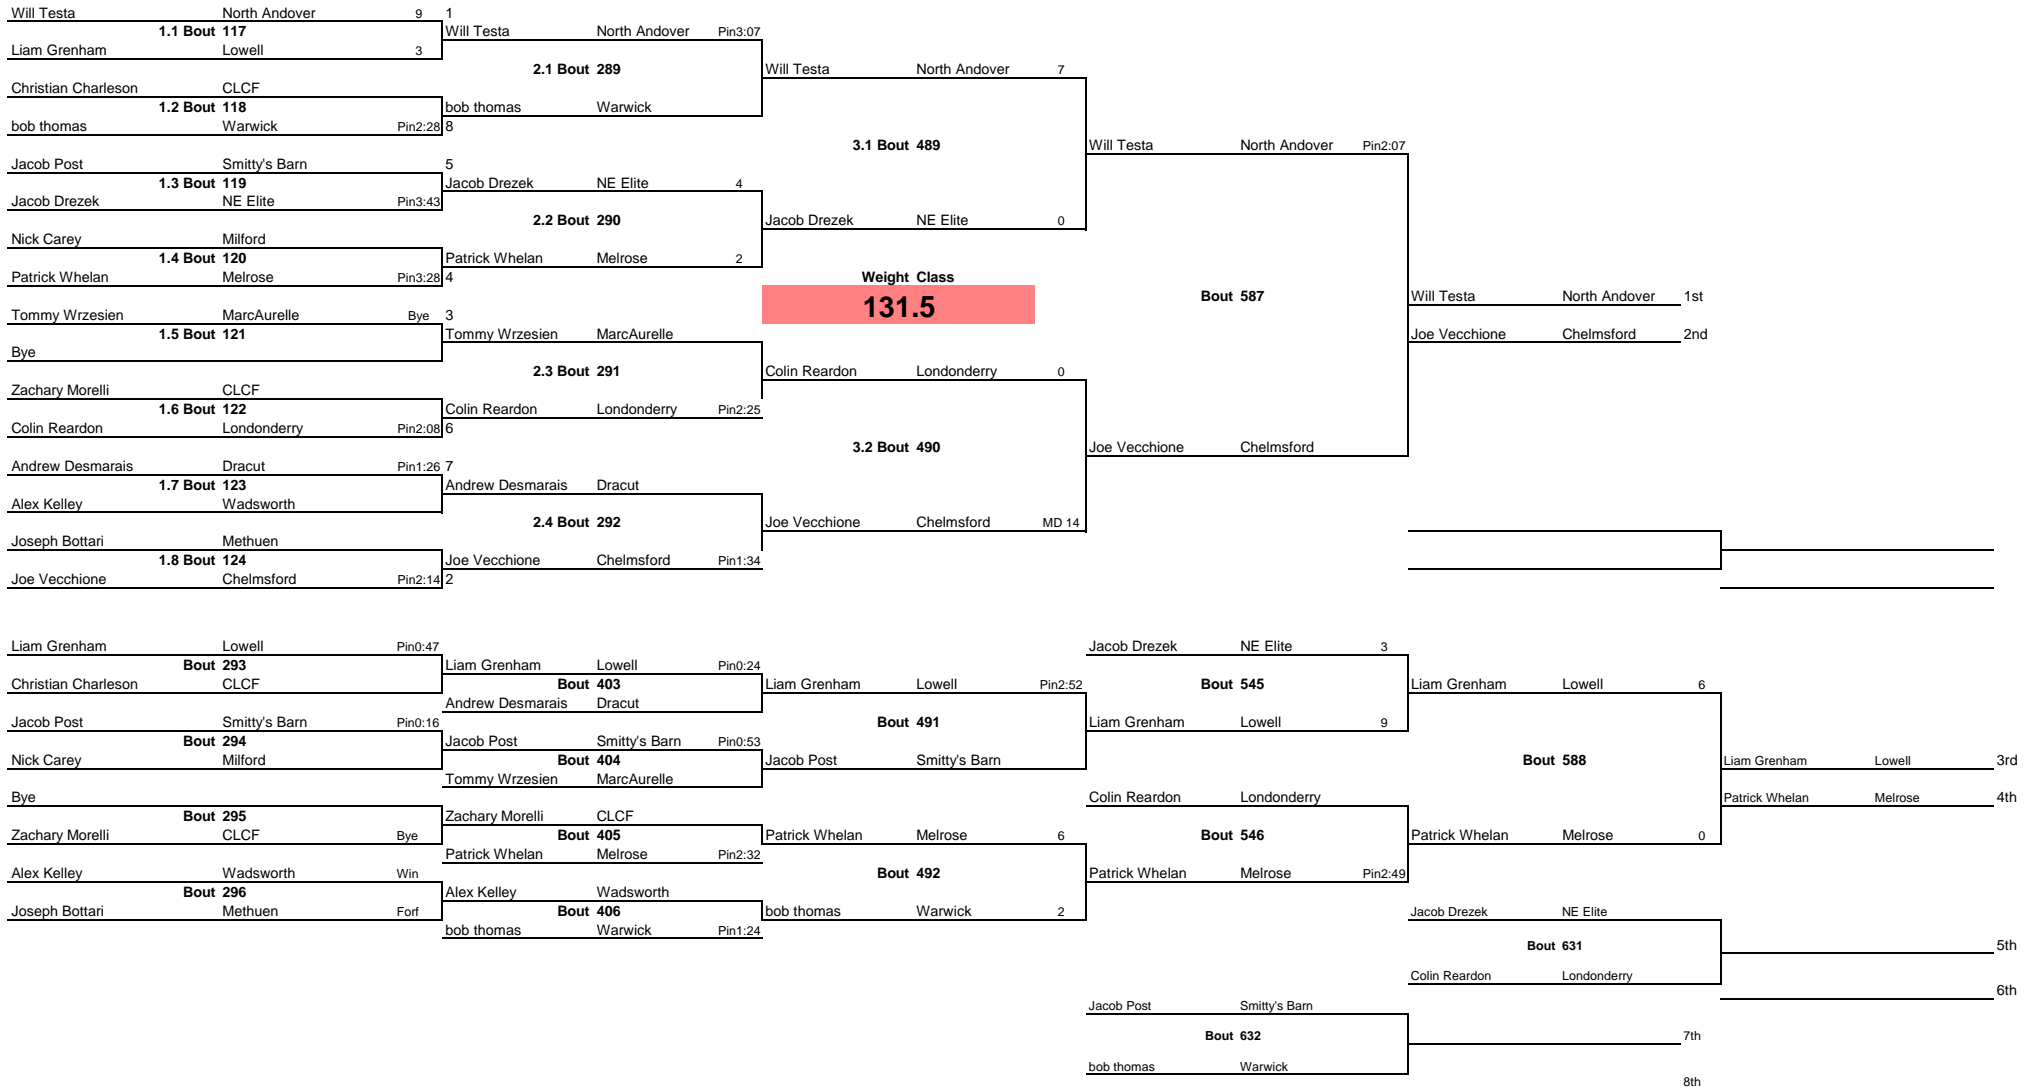 Will Testa North Andover 9 1
1.1 Bout 117 Will Testa North Andover Pin3:07
Liam Grenham Lowell 3
2.1 Bout 289 Will Testa North Andover 7
Christian Charleson CLCF
1.2 Bout 118 bob thomas Warwick
bob thomas Warwick Pin2:28 8
3.1 Bout 489 Will Testa North Andover Pin2:07
Jacob Post Smitty's Barn 5
1.3 Bout 119 Jacob Drezek NE Elite 4
Jacob Drezek NE Elite Pin3:43
2.2 Bout 290 Jacob Drezek NE Elite 0
Nick Carey Milford
1.4 Bout 120 Patrick Whelan Melrose 2
Patrick Whelan Melrose Pin3:28 4 Weight Class
131.5 Bout 587 Will Testa North Andover 1st
Tommy Wrzesien MarcAurelle Bye 3
1.5 Bout 121 Tommy Wrzesien MarcAurelle Joe Vecchione Chelmsford 2nd
Bye
2.3 Bout 291 Colin Reardon Londonderry 0
Zachary Morelli CLCF
1.6 Bout 122 Colin Reardon Londonderry Pin2:25
Colin Reardon Londonderry Pin2:08 6
3.2 Bout 490 Joe Vecchione Chelmsford
Andrew Desmarais Dracut Pin1:26 7
1.7 Bout 123 Andrew Desmarais Dracut
Alex Kelley Wadsworth
2.4 Bout 292 Joe Vecchione Chelmsford MD 14
Joseph Bottari Methuen
1.8 Bout 124 Joe Vecchione Chelmsford Pin1:34
Joe Vecchione Chelmsford Pin2:14 2
Liam Grenham Lowell Pin0:47 Jacob Drezek NE Elite 3
Bout 293 Liam Grenham Lowell Pin0:24
Christian Charleson CLCF Bout 403 Liam Grenham Lowell Pin2:52 Bout 545 Liam Grenham Lowell 6
Andrew Desmarais Dracut
Jacob Post Smitty's Barn Pin0:16 Bout 491 Liam Grenham Lowell 9
Bout 294 Jacob Post Smitty's Barn Pin0:53
Nick Carey Milford Bout 404 Jacob Post Smitty's Barn Bout 588 Liam Grenham Lowell 3rd
Tommy Wrzesien MarcAurelle
Bye Colin Reardon Londonderry Patrick Whelan Melrose 4th
Bout 295 Zachary Morelli CLCF
Zachary Morelli CLCF Bye Bout 405 Patrick Whelan Melrose 6 Bout 546 Patrick Whelan Melrose 0
Patrick Whelan Melrose Pin2:32
Alex Kelley Wadsworth Win Bout 492 Patrick Whelan Melrose Pin2:49
Bout 296 Alex Kelley Wadsworth
Joseph Bottari Methuen Forf Bout 406 bob thomas Warwick 2 Jacob Drezek NE Elite
bob thomas Warwick Pin1:24
Bout 631 5th
Colin Reardon Londonderry
6th
Jacob Post Smitty's Barn
Bout 632 7th
bob thomas Warwick
8th